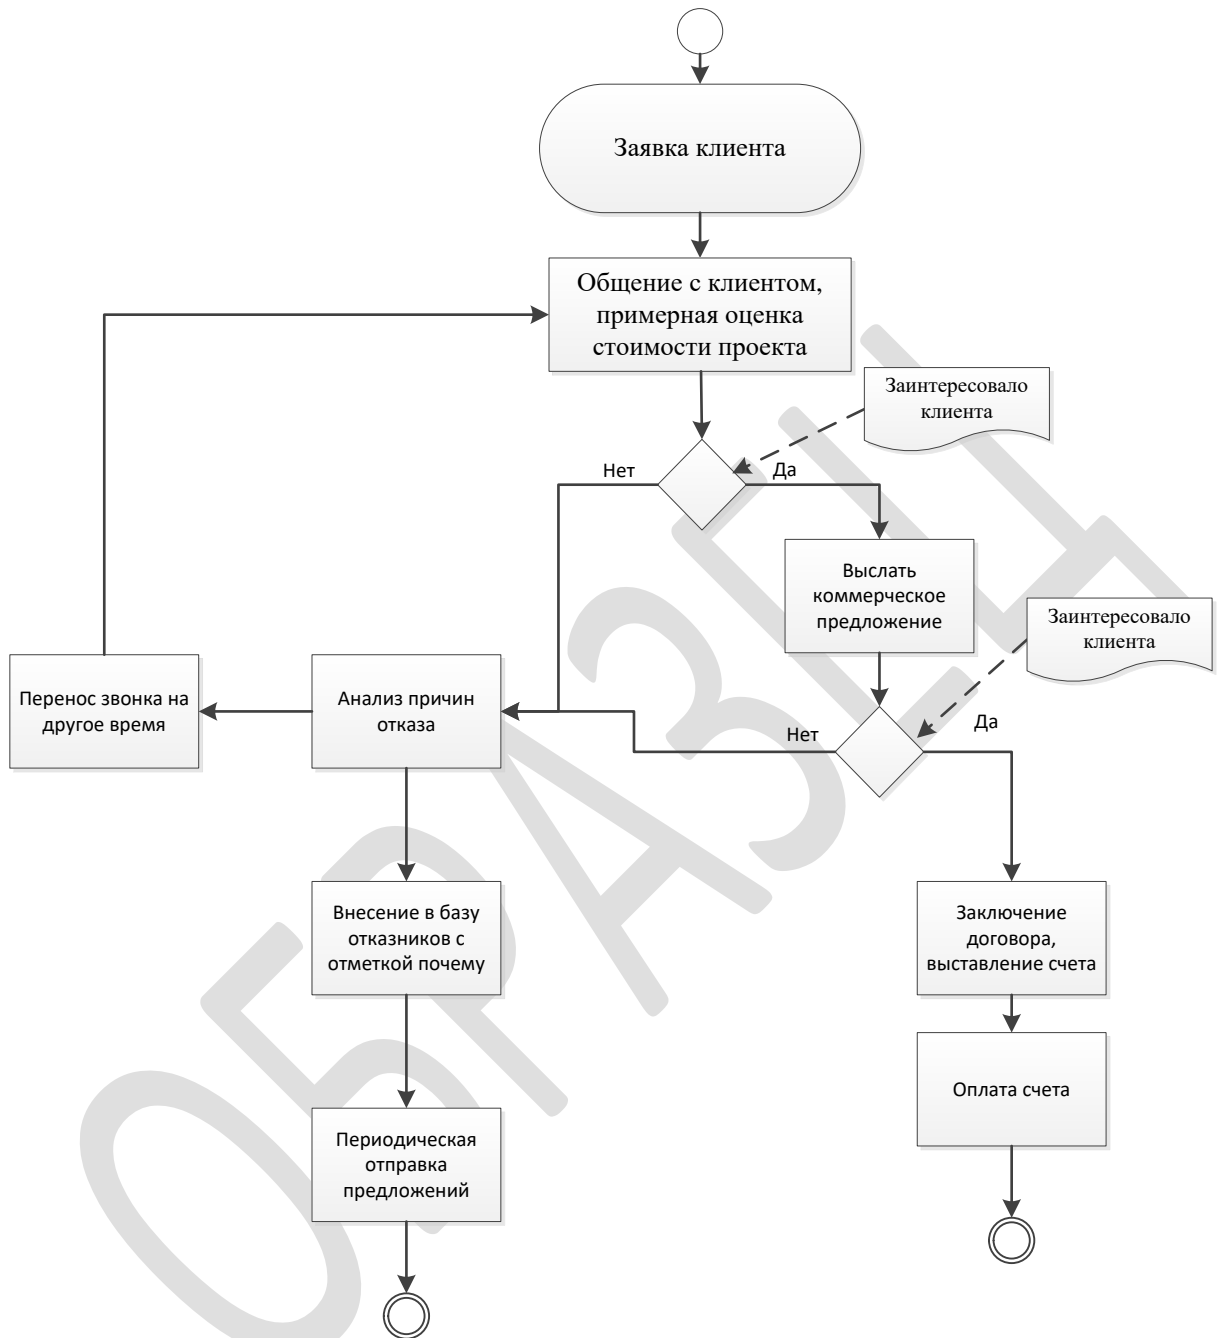 Заявка клиента
Общение с клиентом,
примерная оценка
стоимости проекта
Заинтересовало
клиента
Нет
Да
Выслать
коммерческое
предложение
Заинтересовало
клиента
Перенос звонка на
другое время
Анализ причин
отказа
Нет
Да
Внесение в базу
отказников с
отметкой почему
Заключение
договора,
выставление счета
Оплата счета
Периодическая
отправка
предложений
ОБРАЗЕЦ